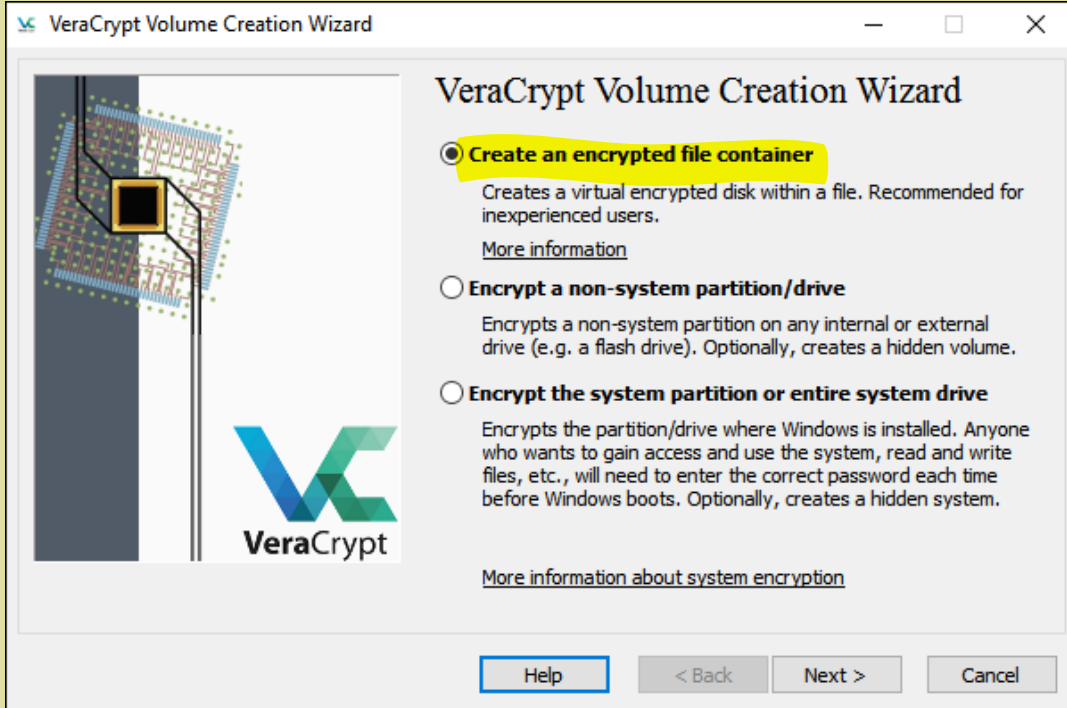 VeraCrypt Volume Creation Wizard
VeraCrypt Volume Creation Wizard
Create an encrypted file container
Creates a virtual encrypted disk within a file. Recommended for
inexperienced users.
More information
Encrypt a non-system partition/drive
Encrypts a non-system partition on any internal or external
drive (e.g. a flash drive). Optionally, creates a hidden volume.
Encrypt the system partition or entire system drive
Encrypts the partition/drive where Windows is installed. Anyone
who wants to gain access and use the system, read and write
files, etc., will need to enter the correct password each time
before Windows boots. Optionally, creates a hidden system.
VeraCrypt
More information about system encryption
Help
< Back
Next >
Cancel